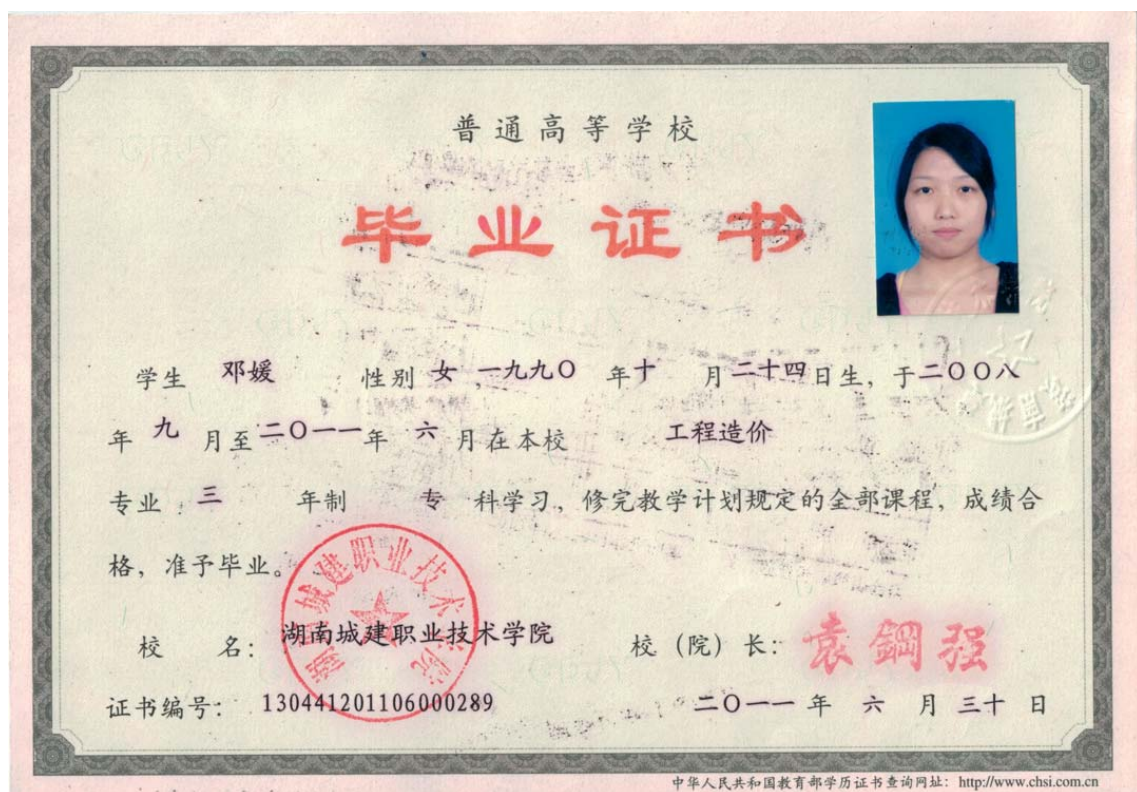 普通高等学校
毕业证书
学生 邓媛 性别 女 ,一九九〇 年十 月二十四日生, 于二〇〇八
年 九 月至二〇一一年 六 月在本校 工程造价
专业 三 年制 专 科学习, 修完教学计划规定的全部课程, 成绩合
格, 准予毕业。
湖南城建职业技术学院
校 名: 湖南城建职业技术学院 校 (院) 长: 袁鋼强
证书编号: 130441201106000289 二〇一一 年 六 月 三十 日
中华人民共和国教育部学历证书查询网址: http://www.chsi.com.cn